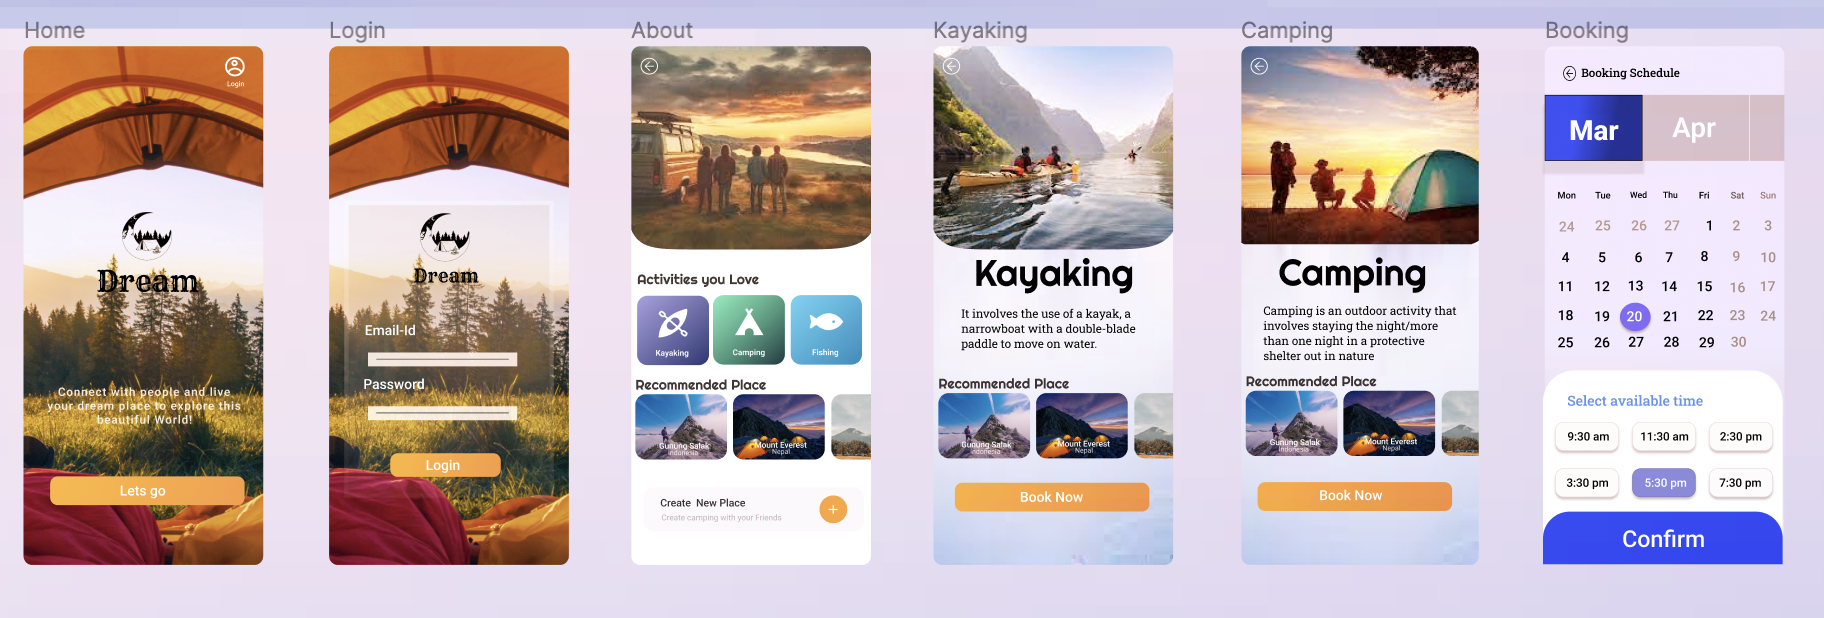 Home
Login
Dream
Connect with people and live
your dream place to explore this
beautiful World!
Lets go
Login
Dream
Email-Id
Password
Login
About
Activities you Love
Kayaking
Camping
Fishing
Recommended Place
Gunung Salak
Indonesia
Mount Everest
Nepal
Create New Place
Create camping with your Friends
+
Kayaking
Kayaking
It involves the use of a kayak, a
narrowboat with a double-blade
paddle to move on water.
Recommended Place
Gunung Salak
Indonesia
Mount Everest
Nepal
Book Now
Camping
Camping
Camping is an outdoor activity that
involves staying the night/more
than one night in a protective
shelter out in nature
Recommended Place
Gunung Salak
Indonesia
Mount Everest
Nepal
Book Now
Booking
Booking Schedule
Mar Apr
Mon Tue Wed Thu Fri Sat Sun
24 25 26 27 1 2 3
4 5 6 7 8 9 10
11 12 13 14 15 16 17
18 19 20 21 22 23 24
25 26 27 28 29 30
Select available time
9:30 am 11:30 am 2:30 pm
3:30 pm 5:30 pm 7:30 pm
Confirm